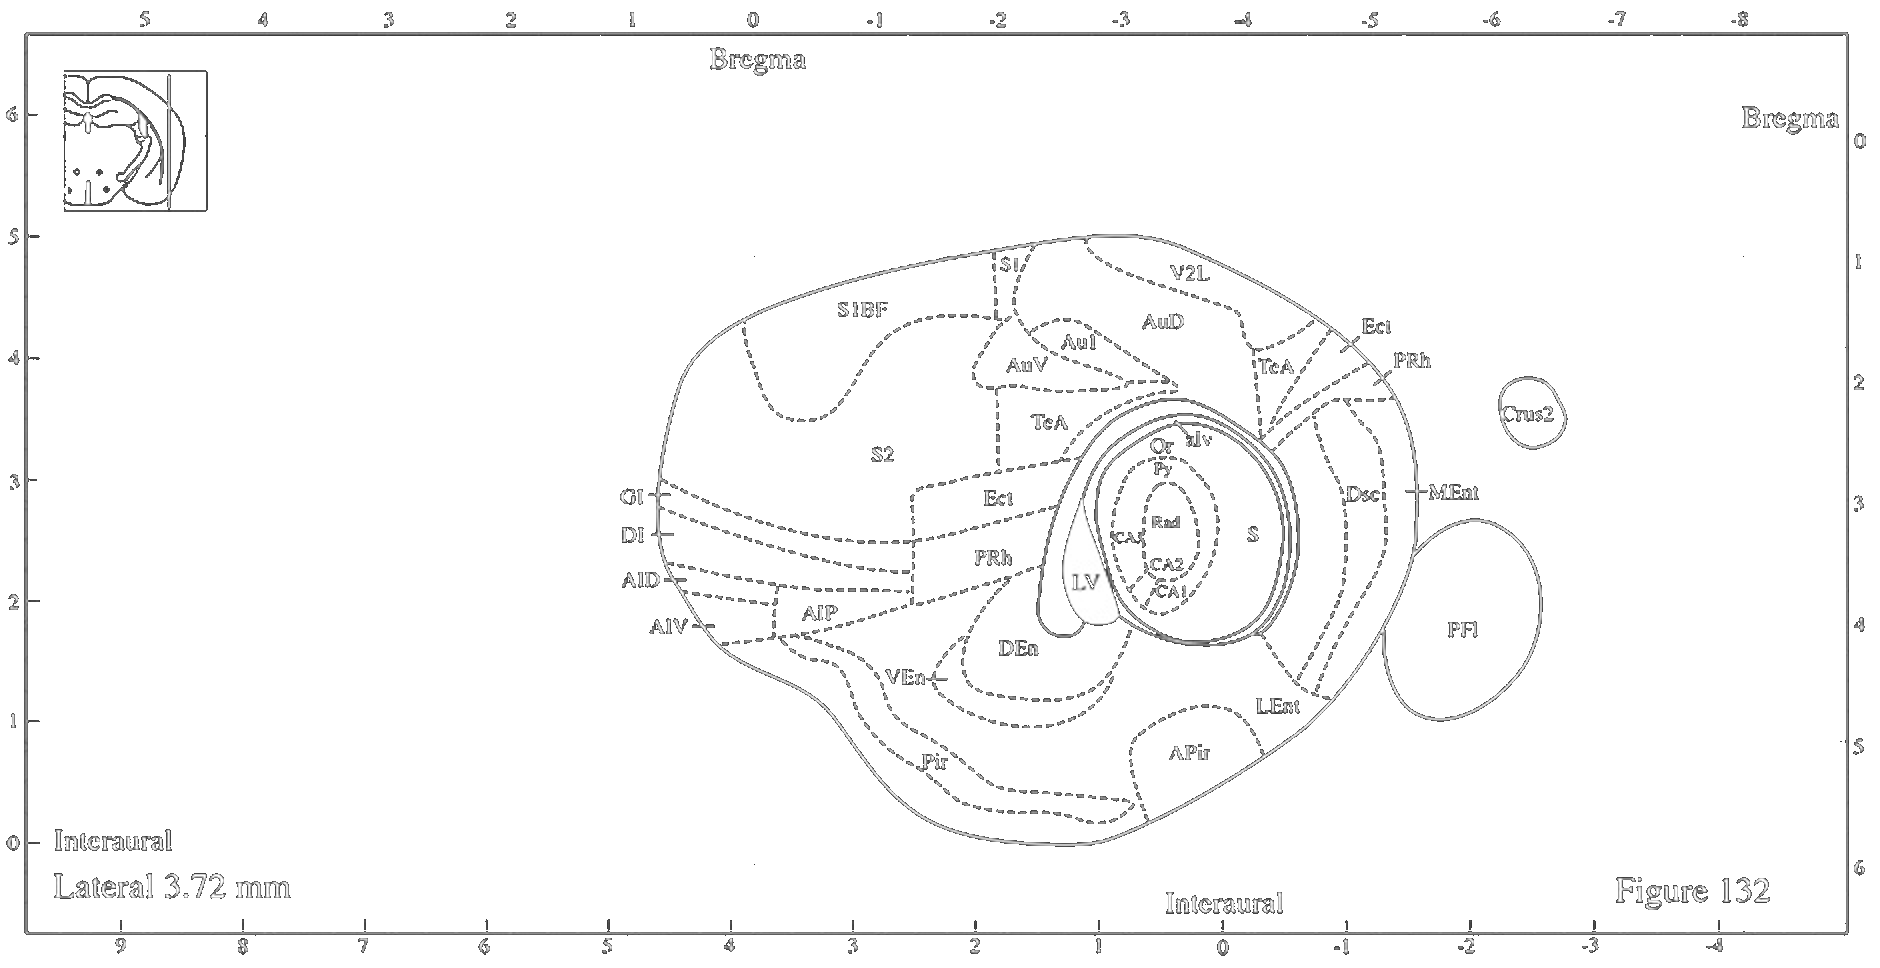 5 4 3 2 1 0 -1 -2 -3 -4 -5 -6 -7 -8
Bregma
6
Bregma
0
5
S1
1
V2L
S1BF
AuD
Ect
Au1
4
AuV
TeA
PRh
2
Crus2
TeA
alv
Or
S2
Py
3
GI
Ect
Dsc
MEnt
3
Rad
DI
CA3
S
PRh
CA2
AID
LV
CA1
2
AIP
AIV
4
PFl
DEn
VEn
LEnt
1
APir
5
Pir
0
Interaural
6
Lateral 3.72 mm
Figure 132
Interaural
9 8 7 6 5 4 3 2 1 0 -1 -2 -3 -4